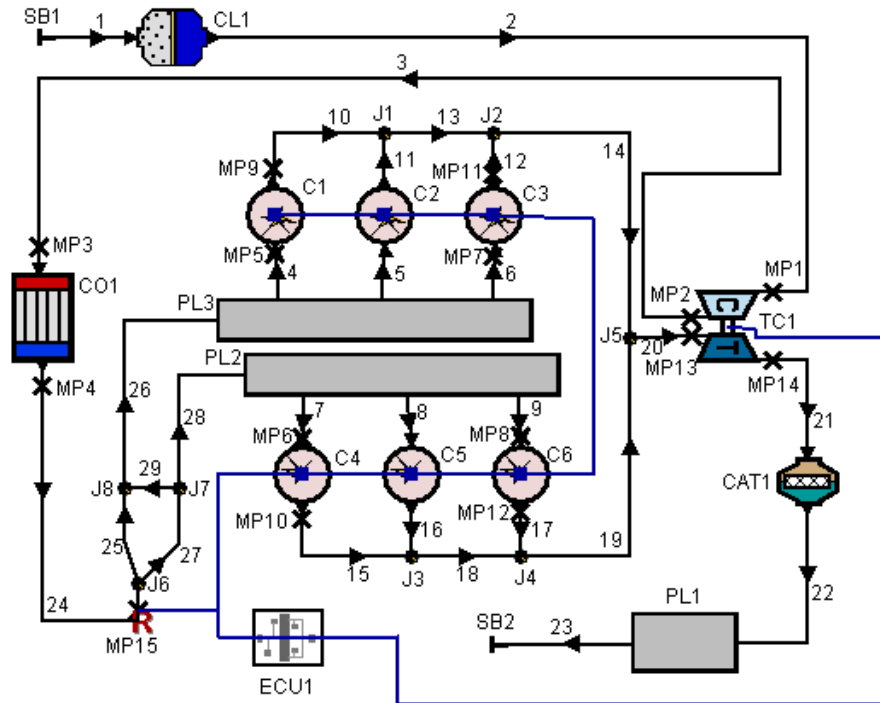 SB1 1 CL1 2
3
10 J1 13 J2
MP9 11 MP11 12 14
C1 C2 C3
MP3 MP5 4 5 MP7 6 MP1
CO1 PL3 MP2 C TC1
J5 20 T
MP4 PL2 MP13 MP14
26 28 7 8 9 21
MP6 MP8
29 C4 C5 C6
J8 J7 MP10 MP12 CAT1
25 27 16 17
15 J3 18 J4 19
J6
24 R 22
MP15 PL1
SB2 23
ECU1